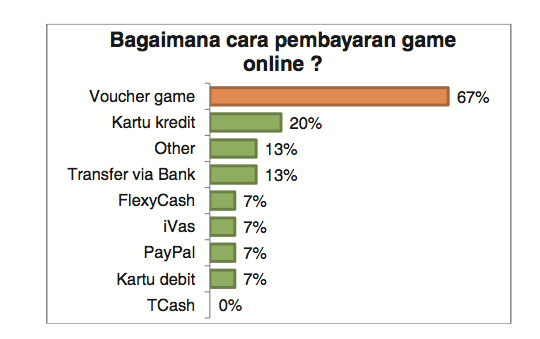 Bagaimana cara pembayaran game
online ?
Voucher game 67%
Kartu kredit 20%
Other 13%
Transfer via Bank 13%
FlexyCash 7%
iVas 7%
PayPal 7%
Kartu debit 7%
TCash 0%